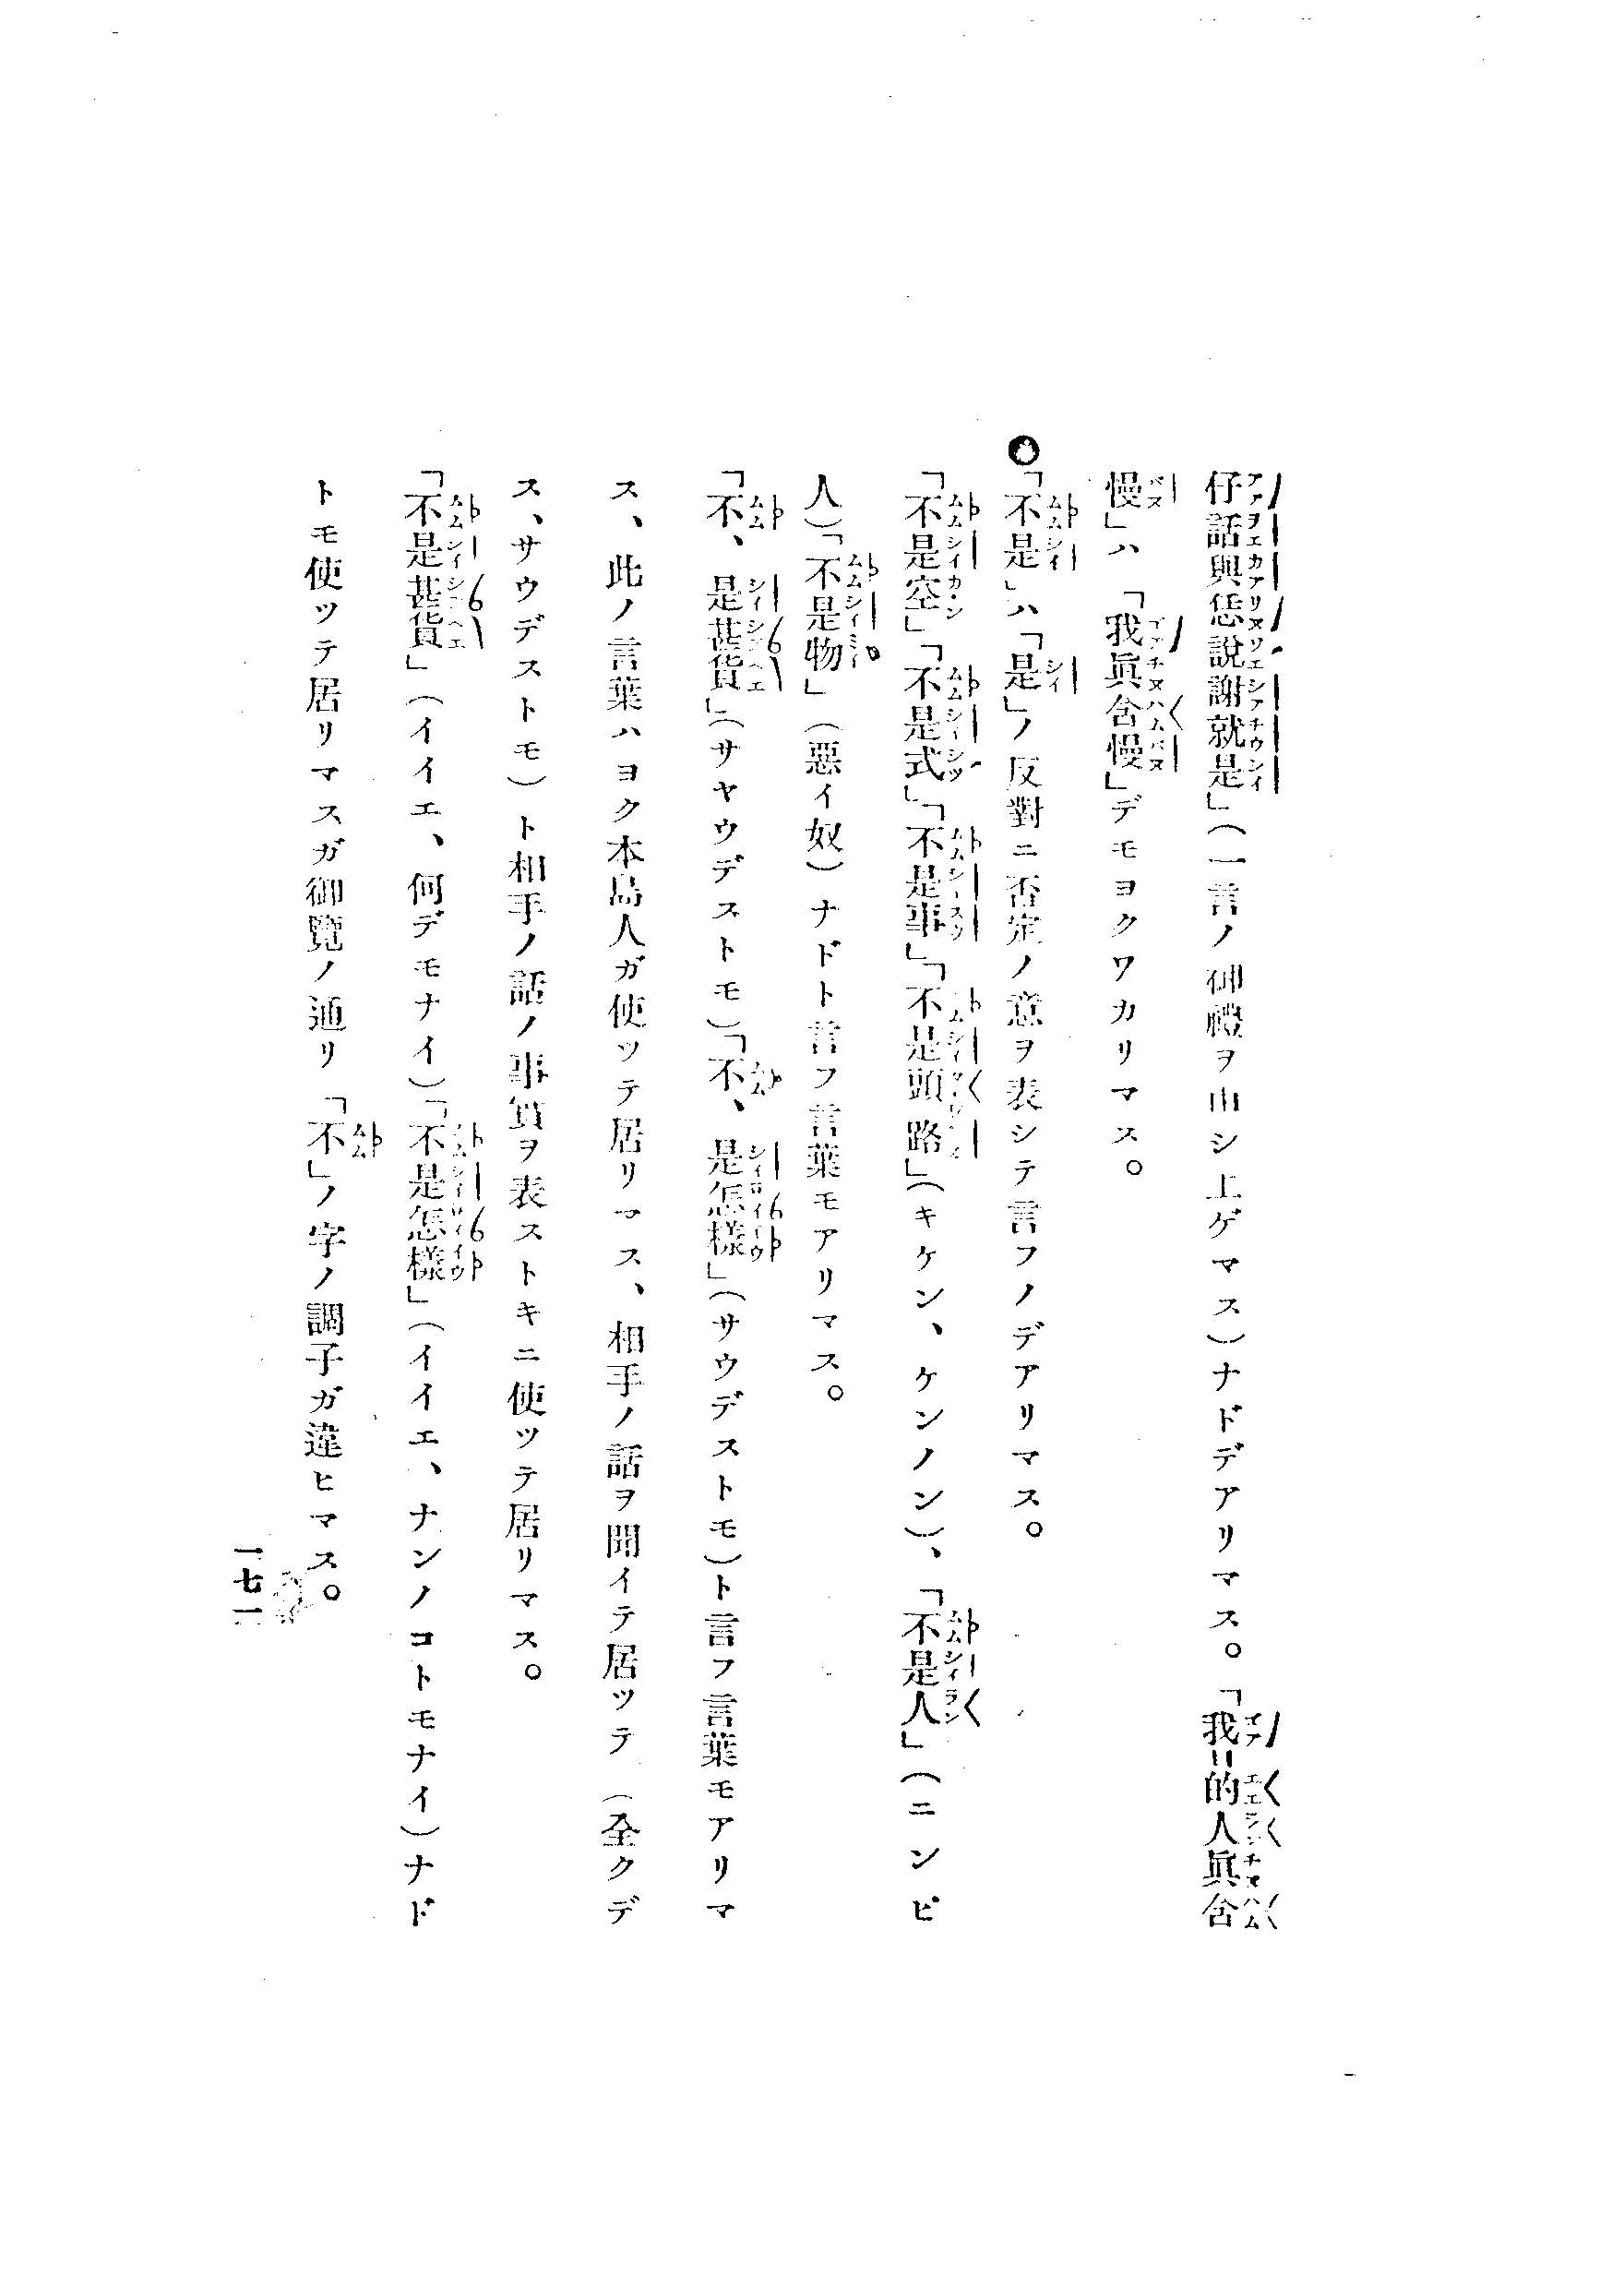 仔話與恁說謝就是」（一言ノ御禮ヲ申シ上ゲマス）ナドデアリマス。「我॥的人眞含
慢」ハ「我眞含慢」デモヨクワカリマス。
「不是」ハ「是」ノ反對ニ否定ノ意ヲ表シテ言フノデアリマス。
「不是空」「不是式」「不是事」「不是頭路」（キケン、ケンノン）、「不是人」（ニンピ
人）「不是物」（惡イ奴）ナドト言フ言葉モアリマス。
「不、是甚貨」（サヤウデストモ）「不、是怎樣」（サウデストモ）ト言フ言葉モアリマ
ス、此ノ言葉ハヨク本島人ガ使ツテ居リマス、相手ノ話ヲ聞イテ居ツテ（全クデ
ス、サウデストモ）ト相手ノ話ノ事實ヲ表ストキニ使ツテ居リマス。
「不是甚貨」（イイエ、何デモナイ）「不是怎樣」（イイエ、ナンノコトモナイ）ナド
トモ使ツテ居リマスガ御覽ノ通リ「不」ノ字ノ調子ガ違ヒマス。
一七一